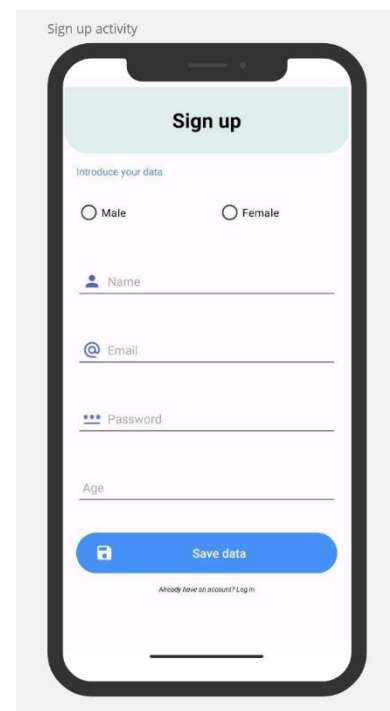 Sign up activity
Sign up
Introduce your data
Male Female
Name
@ Email
*** Password
Age
Save data
Already have an account? Log in